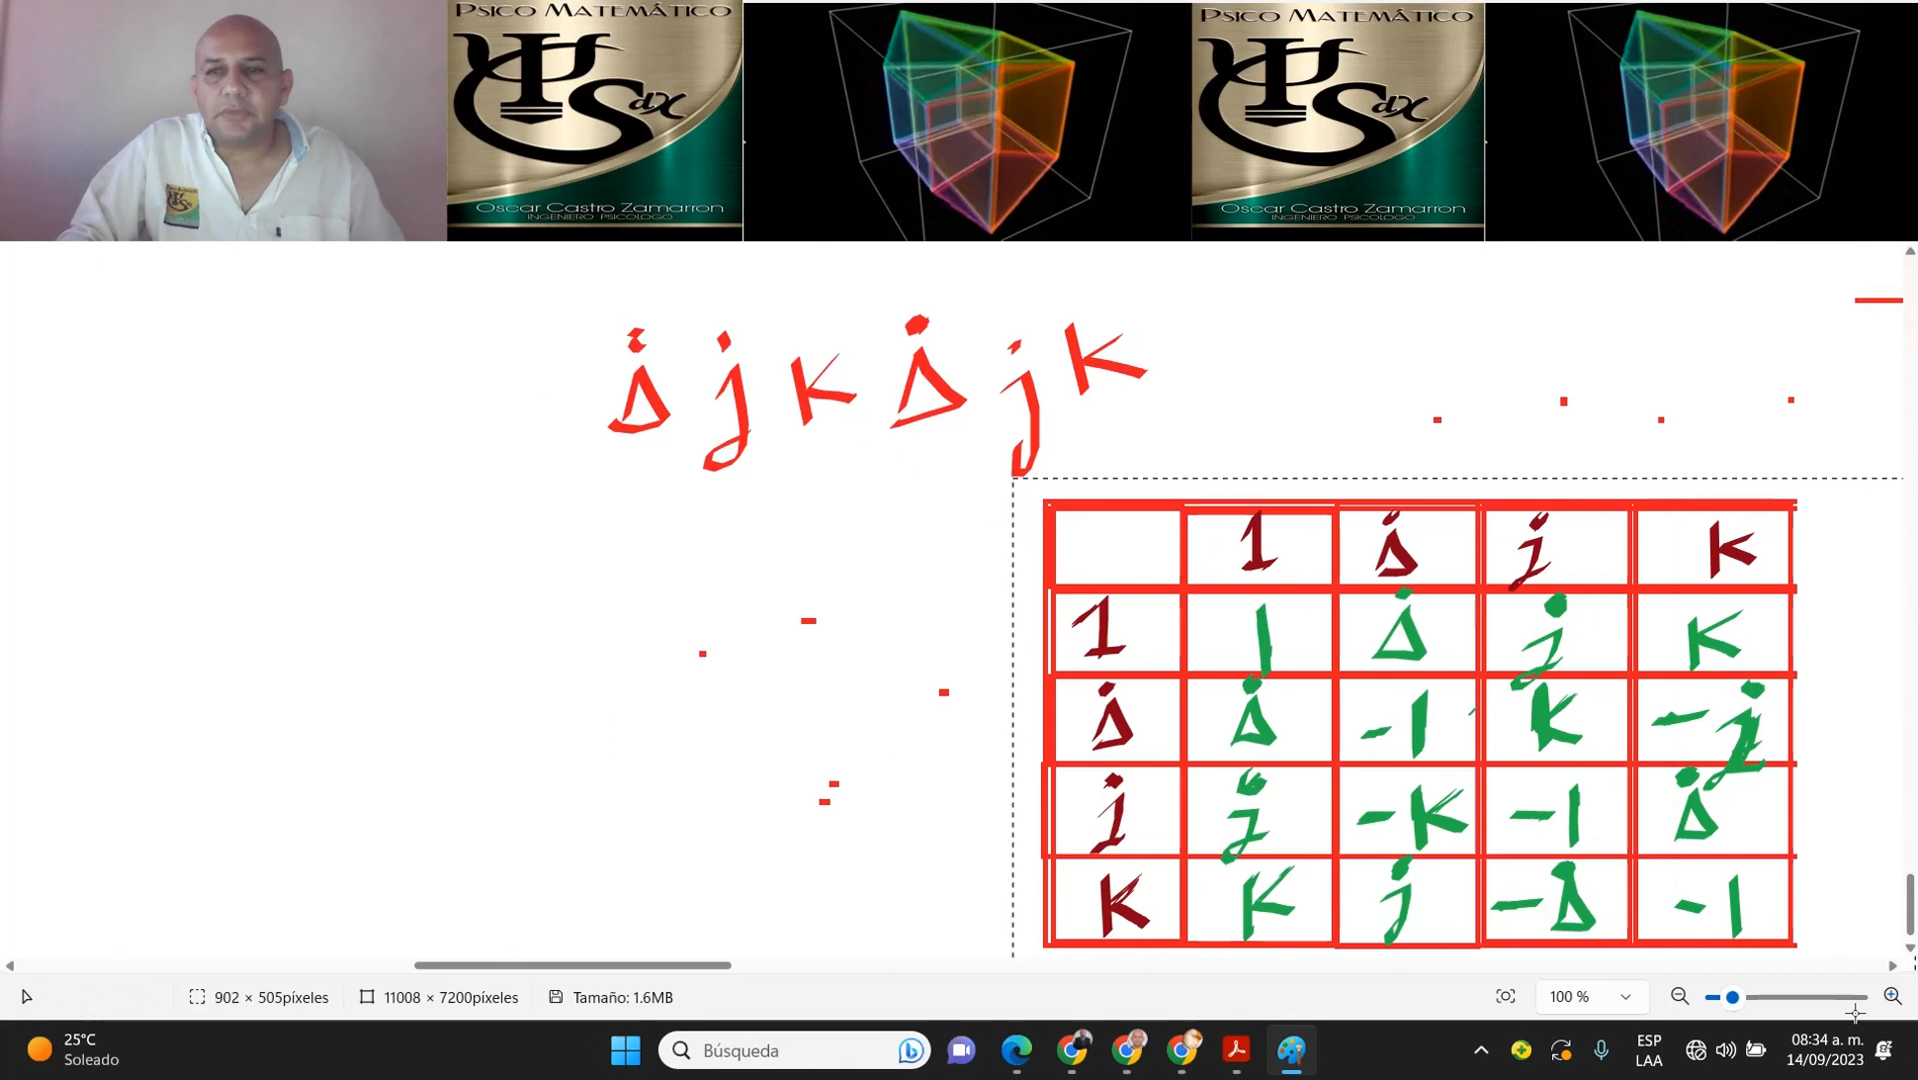 PSICO MATEMÁTICO
dx
Oscar Castro Zamarron
INGENIERO PSICOLOGO
PSICO MATEMÁTICO
dx
Oscar Castro Zamarron
INGENIERO PSICOLOGO
i j k i j k
1 i j k
1 1 i j k
i i -1 k -j
j j -k -1 i
k k j -i -1
902 × 505píxeles 11008 × 7200píxeles Tamaño: 1.6MB 100 %
25°C
Soleado
Búsqueda
ESP
LAA
08:34 a. m.
14/09/2023